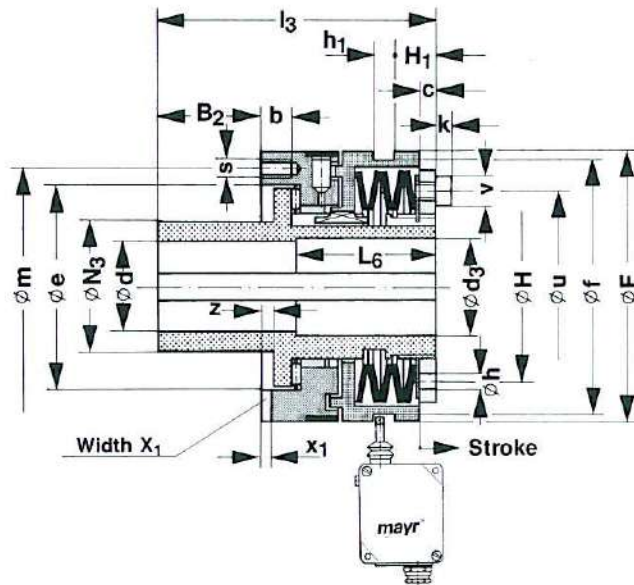 l₃
h₁
H₁
c
B₂
b
k
s
v
Øm
Øe
ØN₃
Ød
L₆
z
Ød₃
ØH
Øu
Øf
ØF
Øh
Width X₁
x₁
Stroke
mayr